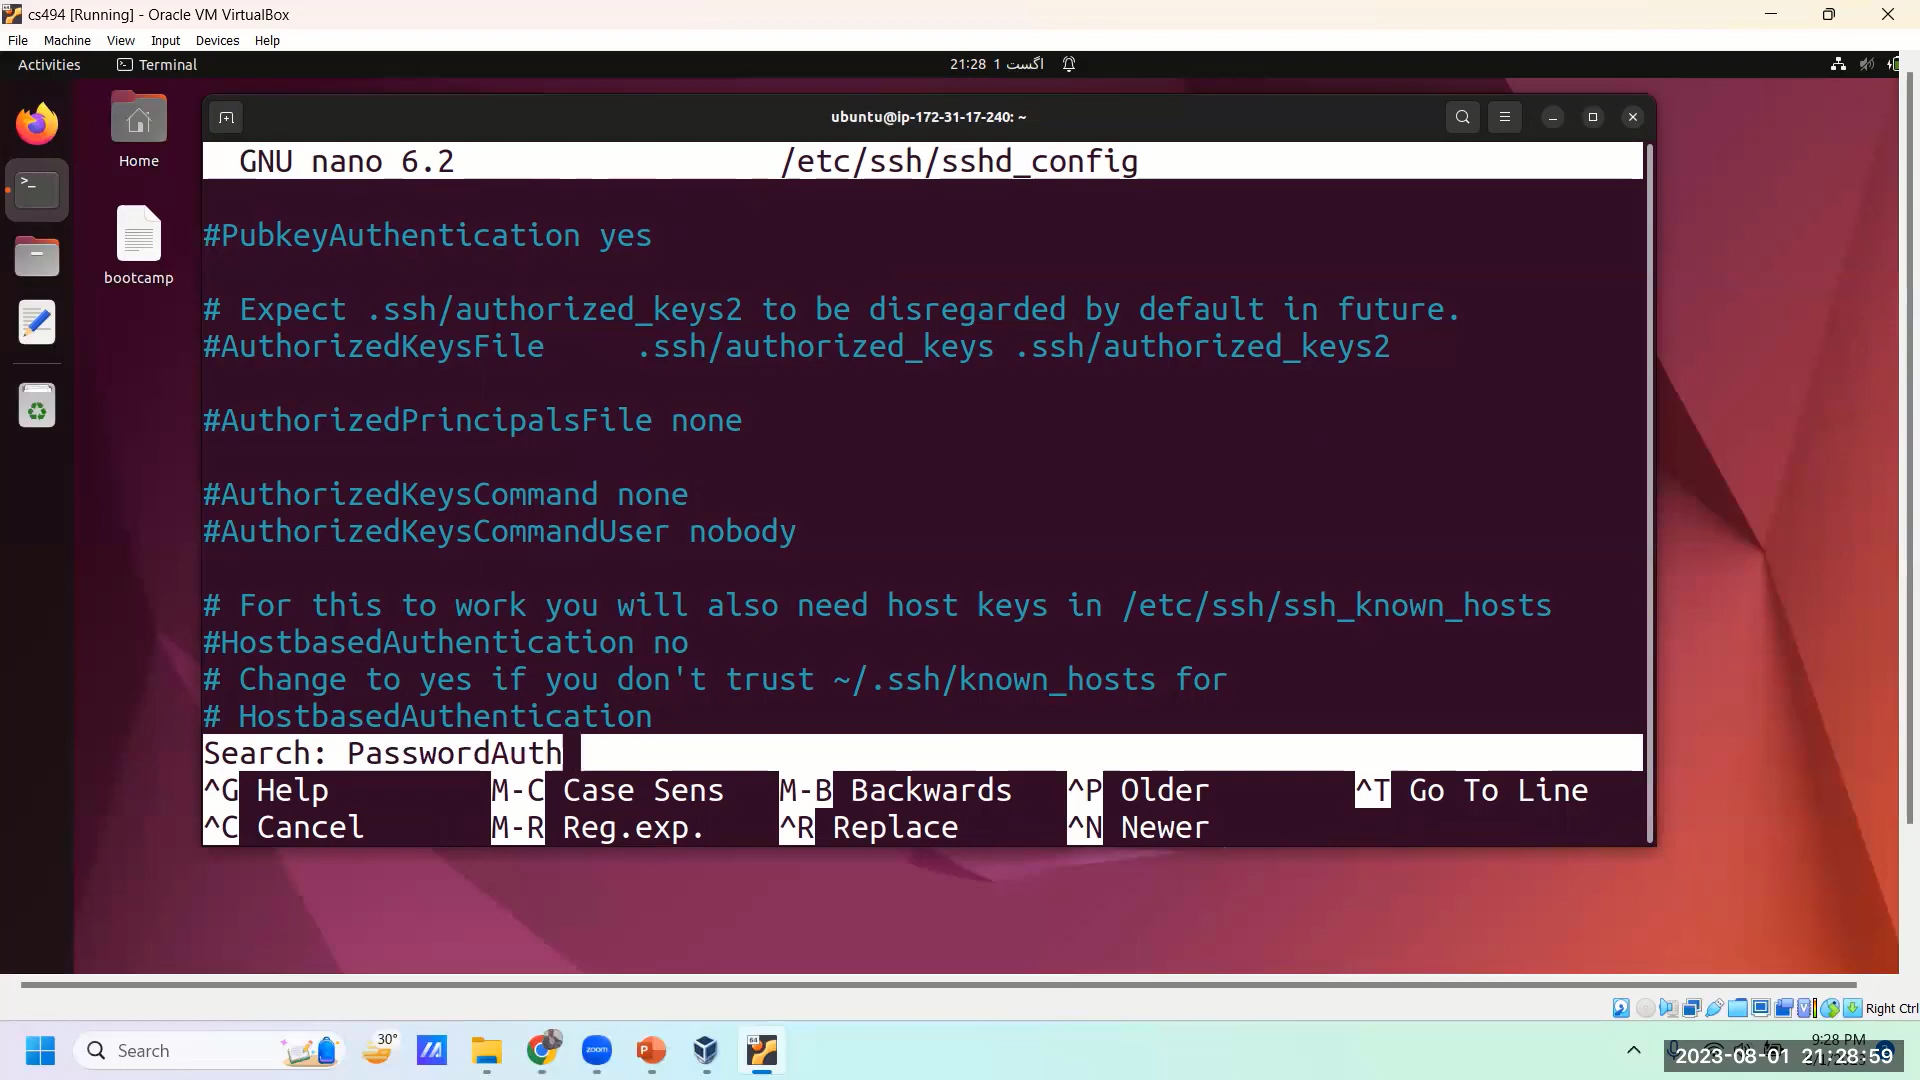 cs494 [Running] - Oracle VM VirtualBox
File Machine View Input Devices Help
Activities Terminal 21:28 1 اگست
Home
bootcamp
ubuntu@ip-172-31-17-240: ~
GNU nano 6.2 /etc/ssh/sshd_config
#PubkeyAuthentication yes
# Expect .ssh/authorized_keys2 to be disregarded by default in future.
#AuthorizedKeysFile .ssh/authorized_keys .ssh/authorized_keys2
#AuthorizedPrincipalsFile none
#AuthorizedKeysCommand none
#AuthorizedKeysCommandUser nobody
# For this to work you will also need host keys in /etc/ssh/ssh_known_hosts
#HostbasedAuthentication no
# Change to yes if you don't trust ~/.ssh/known_hosts for
# HostbasedAuthentication
Search: PasswordAuth
^G Help M-C Case Sens M-B Backwards ^P Older ^T Go To Line
^C Cancel M-R Reg.exp. ^R Replace ^N Newer
Right Ctrl
Search 30° zoom 64
9:28 PM
2023-08-01 21:28:59